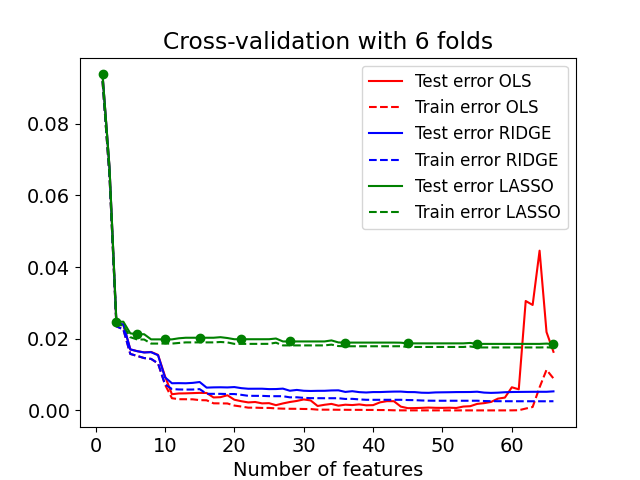 Cross-validation with 6 folds
Test error OLS
Train error OLS
Test error RIDGE
Train error RIDGE
Test error LASSO
Train error LASSO
0.08
0.06
0.04
0.02
0.00
0 10 20 30 40 50 60
Number of features